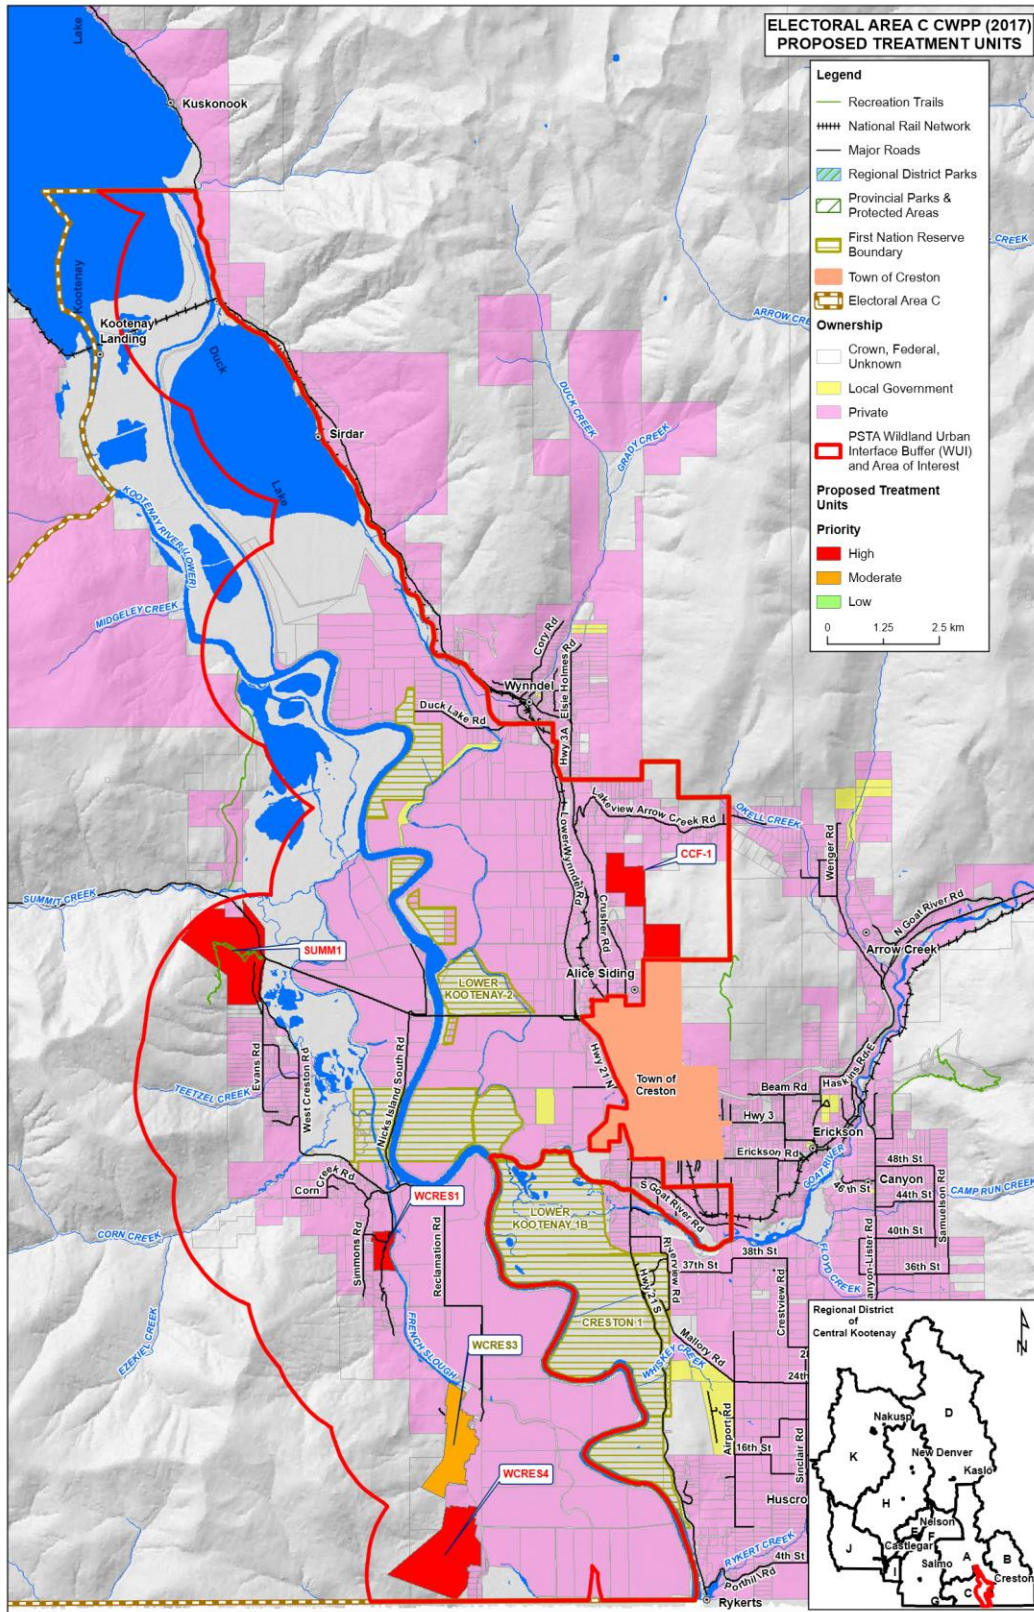 ELECTORAL AREA C CWPP (2017)
PROPOSED TREATMENT UNITS
Legend
Recreation Trails
National Rail Network
Major Roads
Regional District Parks
Provincial Parks &
Protected Areas
First Nation Reserve
Boundary
Town of Creston
Electoral Area C
Ownership
Crown, Federal,
Unknown
Local Government
Private
PSTA Wildland Urban
Interface Buffer (WUI)
and Area of Interest
Proposed Treatment
Units
Priority
High
Moderate
Low
0 1.25 2.5 km
Lake
Kuskonook
Kootenay
Kootenay
Landing
Duck
Sirdar
Lake
KOOTENAY RIVER (LOWER)
MIDGELEY CREEK
DUCK CREEK
GRADY CREEK
Cory Rd
Elsie Holmes Rd
Wynndel
Duck Lake Rd
Hwy 3A
Lakeview Arrow Creek Rd
OKELL CREEK
Lower Wynndel Rd
CCF-1
Crusher Rd
Wenger Rd
N Goat River Rd
Arrow Creek
SUMMIT CREEK
SUMM1
Alice Siding
LOWER
KOOTENAY 2
Hwy 21 N
Town of
Creston
Evans Rd
West Creston Rd
Nicks Island South Rd
TEETZEL CREEK
Beam Rd
Haskins Rd E
Hwy 3
Erickson
Erickson Rd
GOAT RIVER
48th St
Canyon
46 th St
44th St
CAMP RUN CREEK
Samuelson Rd
40th St
36th St
Corn Creek Rd
CORN CREEK
WCRES1
LOWER
KOOTENAY 1B
S Goat River Rd
38th St
37th St
FLOYD CREEK
Simmons Rd
Reclamation Rd
Riverview Rd
Hwy 21 S
Crestview Rd
CRESTON 1
Mallory Rd
EZEKIEL CREEK
FRENCH SLOUGH
WCRES3
WHISKEY CREEK
24th
Airport Rd
16th St
Sinclair Rd
WCRES4
Huscro
RYKERT CREEK
4th St
Porthil Rd
Rykerts
Regional District
of
Central Kootenay
N
D
Nakusp
K
New Denver
Kaslo
H
Nelson
E
F
J
Castlegar
I
Salmo
A
B
Creston
G
C